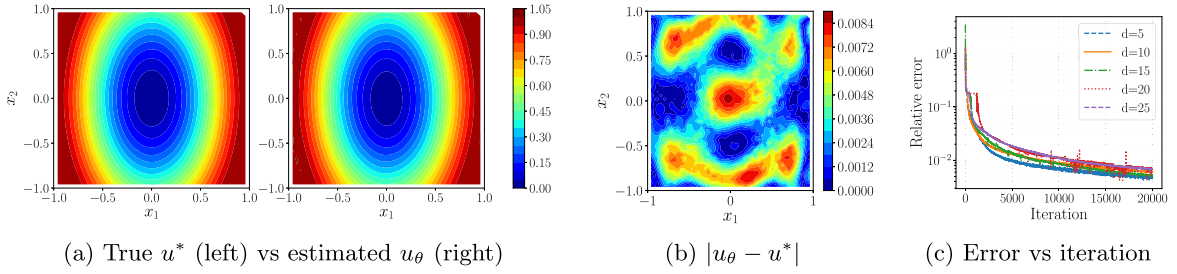 1.0
0.5
0.0
−0.5
−1.0
x₂
−1.0 −0.5 0.0 0.5 1.0
x₁
−1.0 −0.5 0.0 0.5 1.0
x₁
1.05
0.90
0.75
0.60
0.45
0.30
0.15
0.00
(a) True u* (left) vs estimated u_θ (right)
1.0
0.5
0.0
−0.5
−1.0
x₂
−1 0 1
x₁
0.0084
0.0072
0.0060
0.0048
0.0036
0.0024
0.0012
0.0000
(b) |u_θ − u*|
Relative error
10⁰
10⁻¹
10⁻²
d=5
d=10
d=15
d=20
d=25
0 5000 10000 15000 20000
Iteration
(c) Error vs iteration